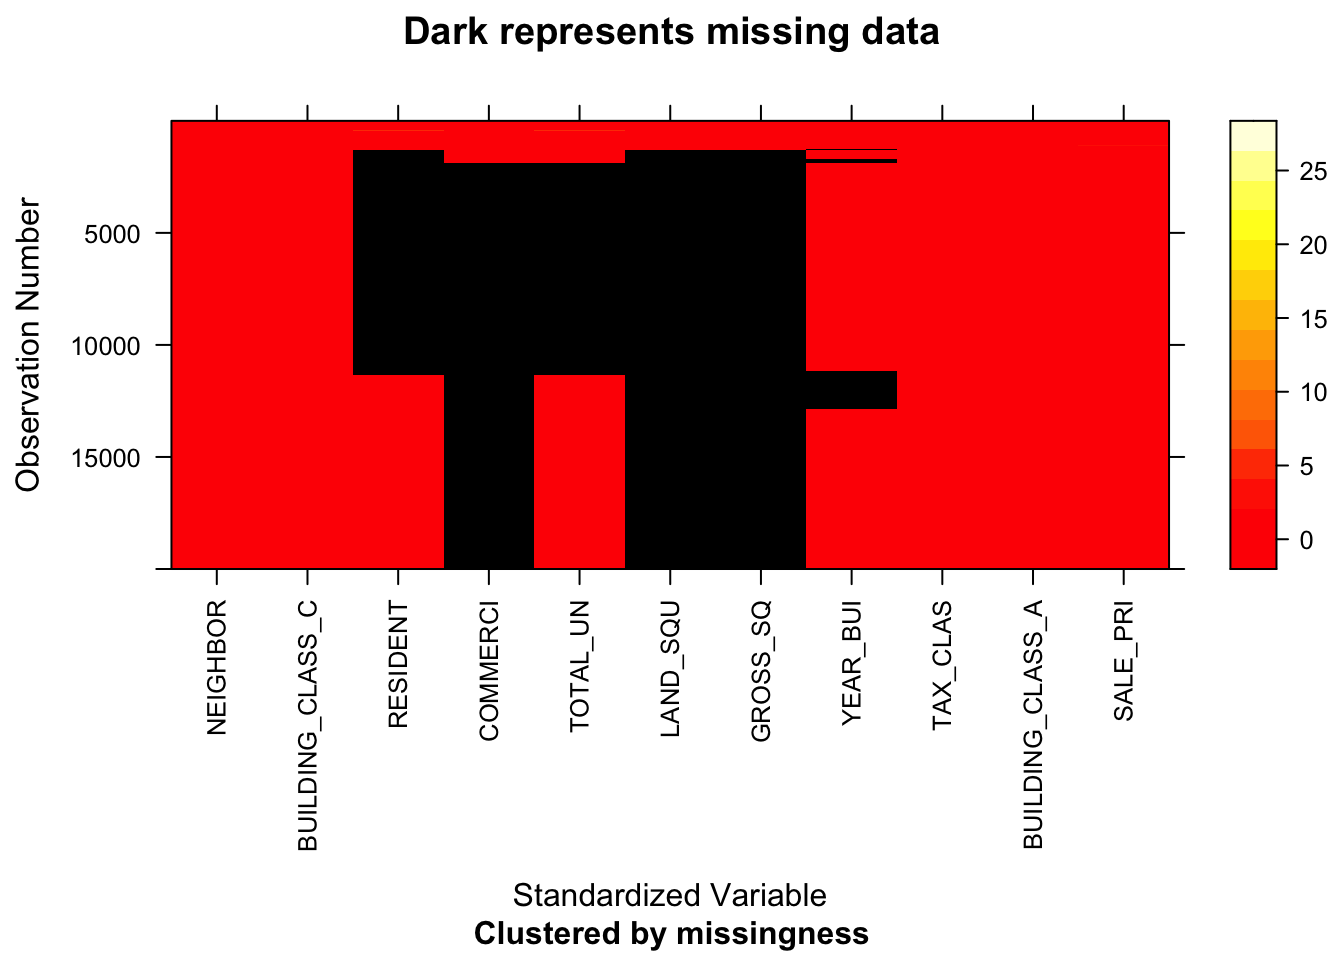 Dark represents missing data
Observation Number
5000
10000
15000
25
20
15
10
5
0
NEIGHBOR
BUILDING_CLASS_C
RESIDENT
COMMERCI
TOTAL_UN
LAND_SQU
GROSS_SQ
YEAR_BUI
TAX_CLAS
BUILDING_CLASS_A
SALE_PRI
Standardized Variable
Clustered by missingness